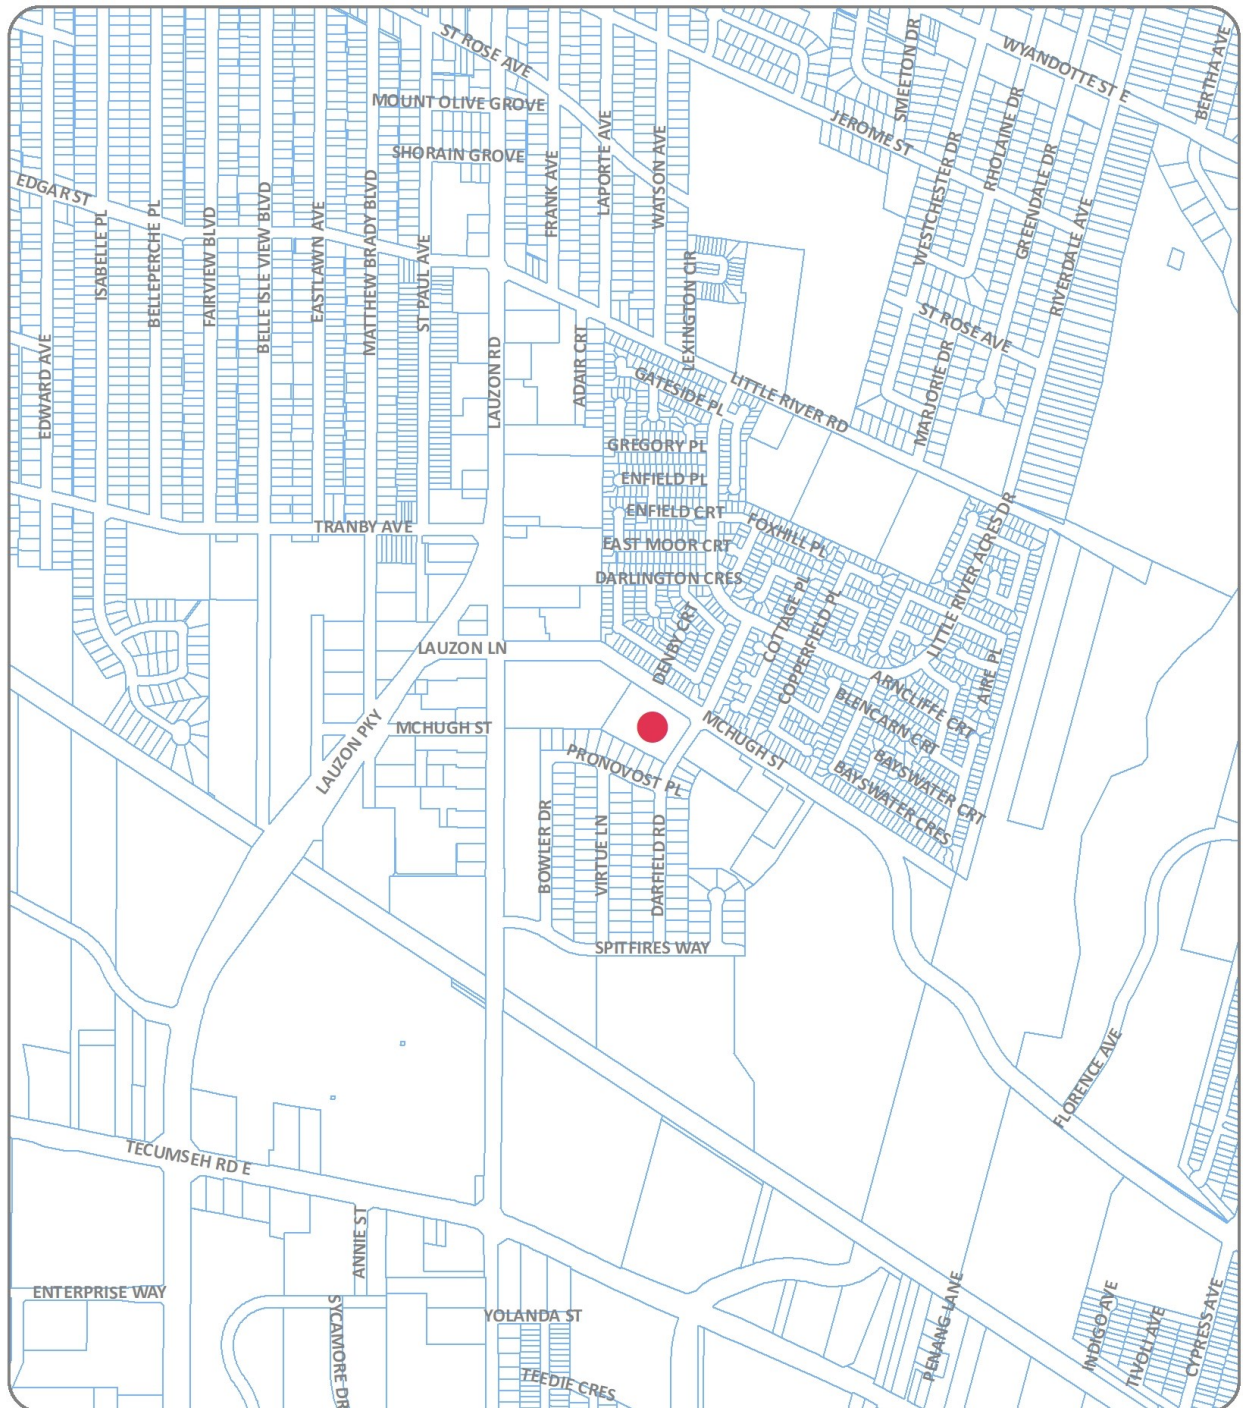 ST ROSE AVE
WYANDOTTE ST E
BERTHA AVE
SMEETON DR
MOUNT OLIVE GROVE
JEROME ST
RHOLAINE DR
SHORAIN GROVE
FRANK AVE
LAPORTE AVE
WATSON AVE
WESTCHESTER DR
GREENDALE DR
RIVERDALE AVE
EDGAR ST
ISABELLE PL
BELLEPERCHE PL
FAIRVIEW BLVD
BELLE ISLE VIEW BLVD
EASTLAWN AVE
MATTHEW BRADY BLVD
ST PAUL AVE
LEXINGTON CIR
ST ROSE AVE
EDWARD AVE
LAUZON RD
ADAIR CRT
GATESIDE PL
LITTLE RIVER RD
MARJORIE DR
GREGORY PL
ENFIELD PL
ENFIELD CRT
TRANBY AVE
FOXHILL PL
EAST MOOR CRT
LITTLE RIVER ACRES DR
DARLINGTON CRES
COTTAGE PL
COPPERFIELD PL
DENBY CRT
LAUZON LN
AIRE PL
ARNCLIFFE CRT
BLENCARN CRT
MCHUGH ST
MCHUGH ST
LAUZON PKY
PRONOVOST PL
BAYSWATER CRT
BAYSWATER CRES
BOWLER DR
VIRTUE LN
DARFIELD RD
SPITFIRES WAY
FLORENCE AVE
TECUMSEH RD E
ANNIE ST
ENTERPRISE WAY
SYCAMORE DR
YOLANDA ST
TEEDIE CRES
PENANG LANE
INDIGO AVE
TIVOLI AVE
CYPRESS AVE